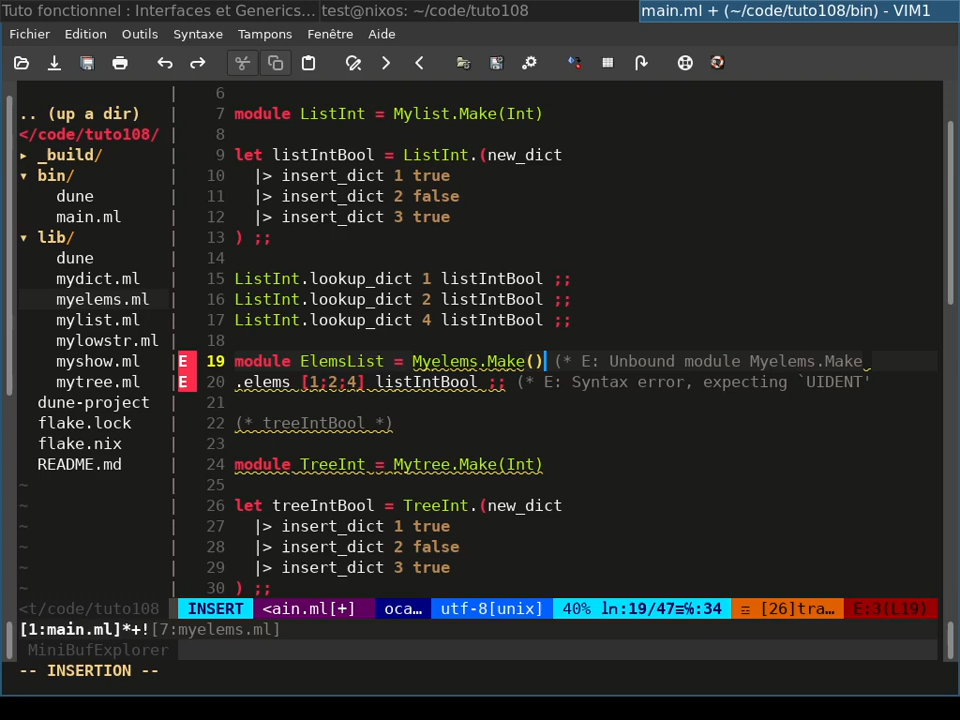 Tuto fonctionnel : Interfaces et Generics... test@nixos: ~/code/tuto108 main.ml + (~/code/tuto108/bin) - VIM1
Fichier Edition Outils Syntaxe Tampons Fenêtre Aide
6
.. (up a dir) 7 module ListInt = Mylist.Make(Int)
</code/tuto108/ 8
▸ _build/ 9 let listIntBool = ListInt.(new_dict
▾ bin/ 10 |> insert_dict 1 true
dune 11 |> insert_dict 2 false
main.ml 12 |> insert_dict 3 true
▾ lib/ 13 ) ;;
dune 14
mydict.ml 15 ListInt.lookup_dict 1 listIntBool ;;
myelems.ml 16 ListInt.lookup_dict 2 listIntBool ;;
mylist.ml 17 ListInt.lookup_dict 4 listIntBool ;;
mylowstr.ml 18
myshow.ml E 19 module ElemsList = Myelems.Make() (* E: Unbound module Myelems.Make
mytree.ml E 20 .elems [1;2;4] listIntBool ;; (* E: Syntax error, expecting `UIDENT'
dune-project 21
flake.lock 22 (* treeIntBool *)
flake.nix 23
README.md 24 module TreeInt = Mytree.Make(Int)
~ 25
~ 26 let treeIntBool = TreeInt.(new_dict
~ 27 |> insert_dict 1 true
~ 28 |> insert_dict 2 false
~ 29 |> insert_dict 3 true
~ 30 ) ;;
<t/code/tuto108 INSERT <ain.ml[+] oca… utf-8[unix] 40% ln:19/47≡℅:34 ☲ [26]tra… E:3(L19)
[1:main.ml]*+![7:myelems.ml]
MiniBufExplorer
-- INSERTION --